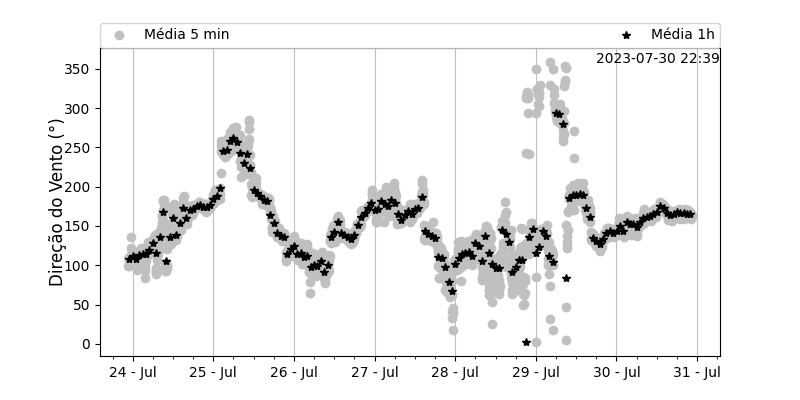 Média 5 min
Média 1h
2023-07-30 22:39
Direção do Vento (°)
350
300
250
200
150
100
50
0
24 - Jul
25 - Jul
26 - Jul
27 - Jul
28 - Jul
29 - Jul
30 - Jul
31 - Jul